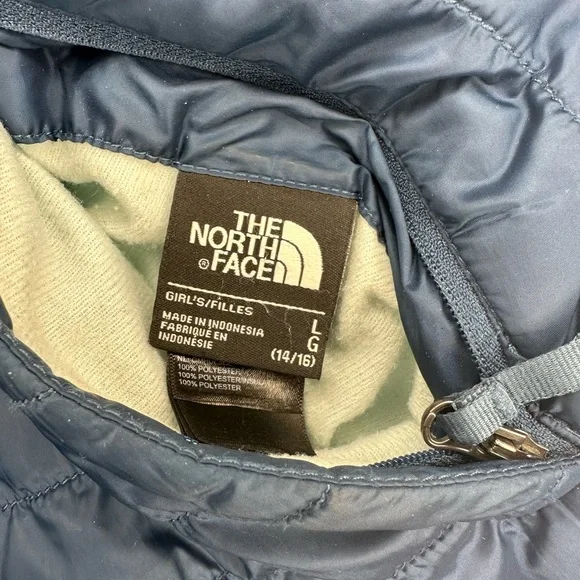 THE
NORTH
® FACE
GIRL'S/FILLES
MADE IN INDONESIA
FABRIQUÉ EN
INDONÉSIE
L
G
(14/16)
100% POLYESTER
100% POLYESTER/
100% POLYESTER